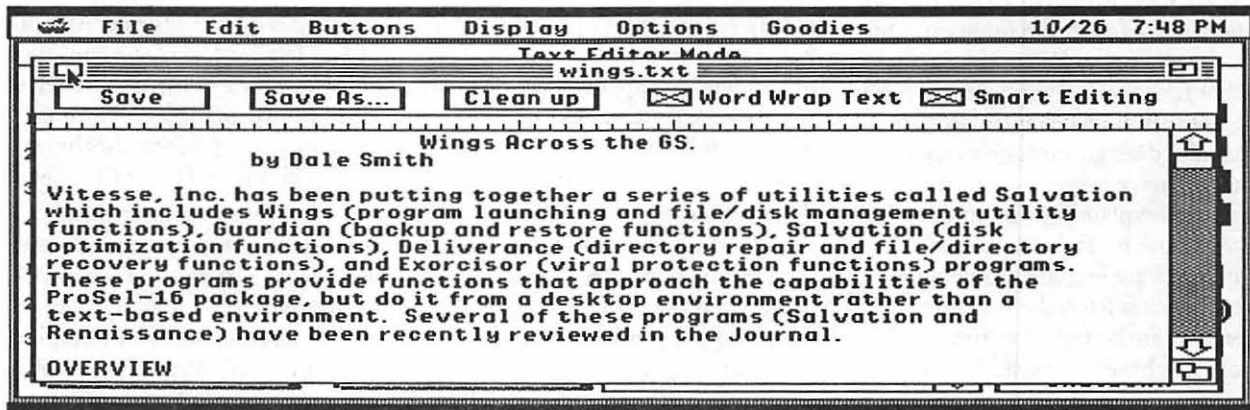 File Edit Buttons Display Options Goodies 10/26 7:48 PM
Text Editor Mode
wings.txt
Save Save As... Clean up Word Wrap Text Smart Editing
Wings Across the GS.
by Dale Smith
Vitesse, Inc. has been putting together a series of utilities called Salvation
which includes Wings (program launching and file/disk management utility
functions), Guardian (backup and restore functions), Salvation (disk
optimization functions), Deliverance (directory repair and file/directory
recovery functions), and Exorcisor (viral protection functions) programs.
These programs provide functions that approach the capabilities of the
ProSel-16 package, but do it from a desktop environment rather than a
text-based environment. Several of these programs (Salvation and
Renaissance) have been recently reviewed in the Journal.
OVERVIEW